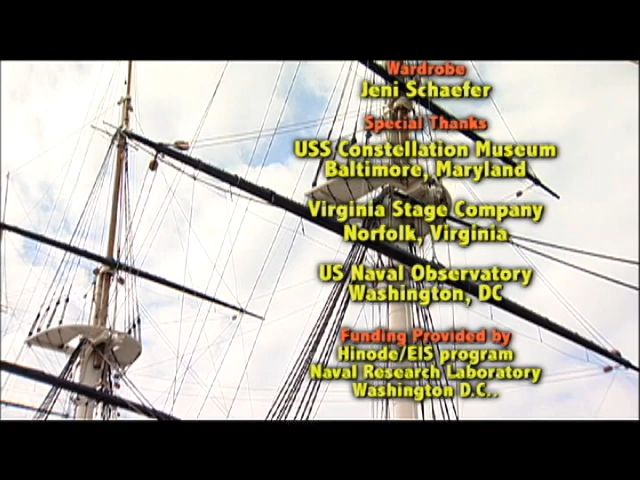 Wardrobe
Jeni Schaefer
Special Thanks
USS Constellation Museum
Baltimore, Maryland
Virginia Stage Company
Norfolk, Virginia
US Naval Observatory
Washington, DC
Funding Provided by
Hinode/EIS program
Naval Research Laboratory
Washington D.C..